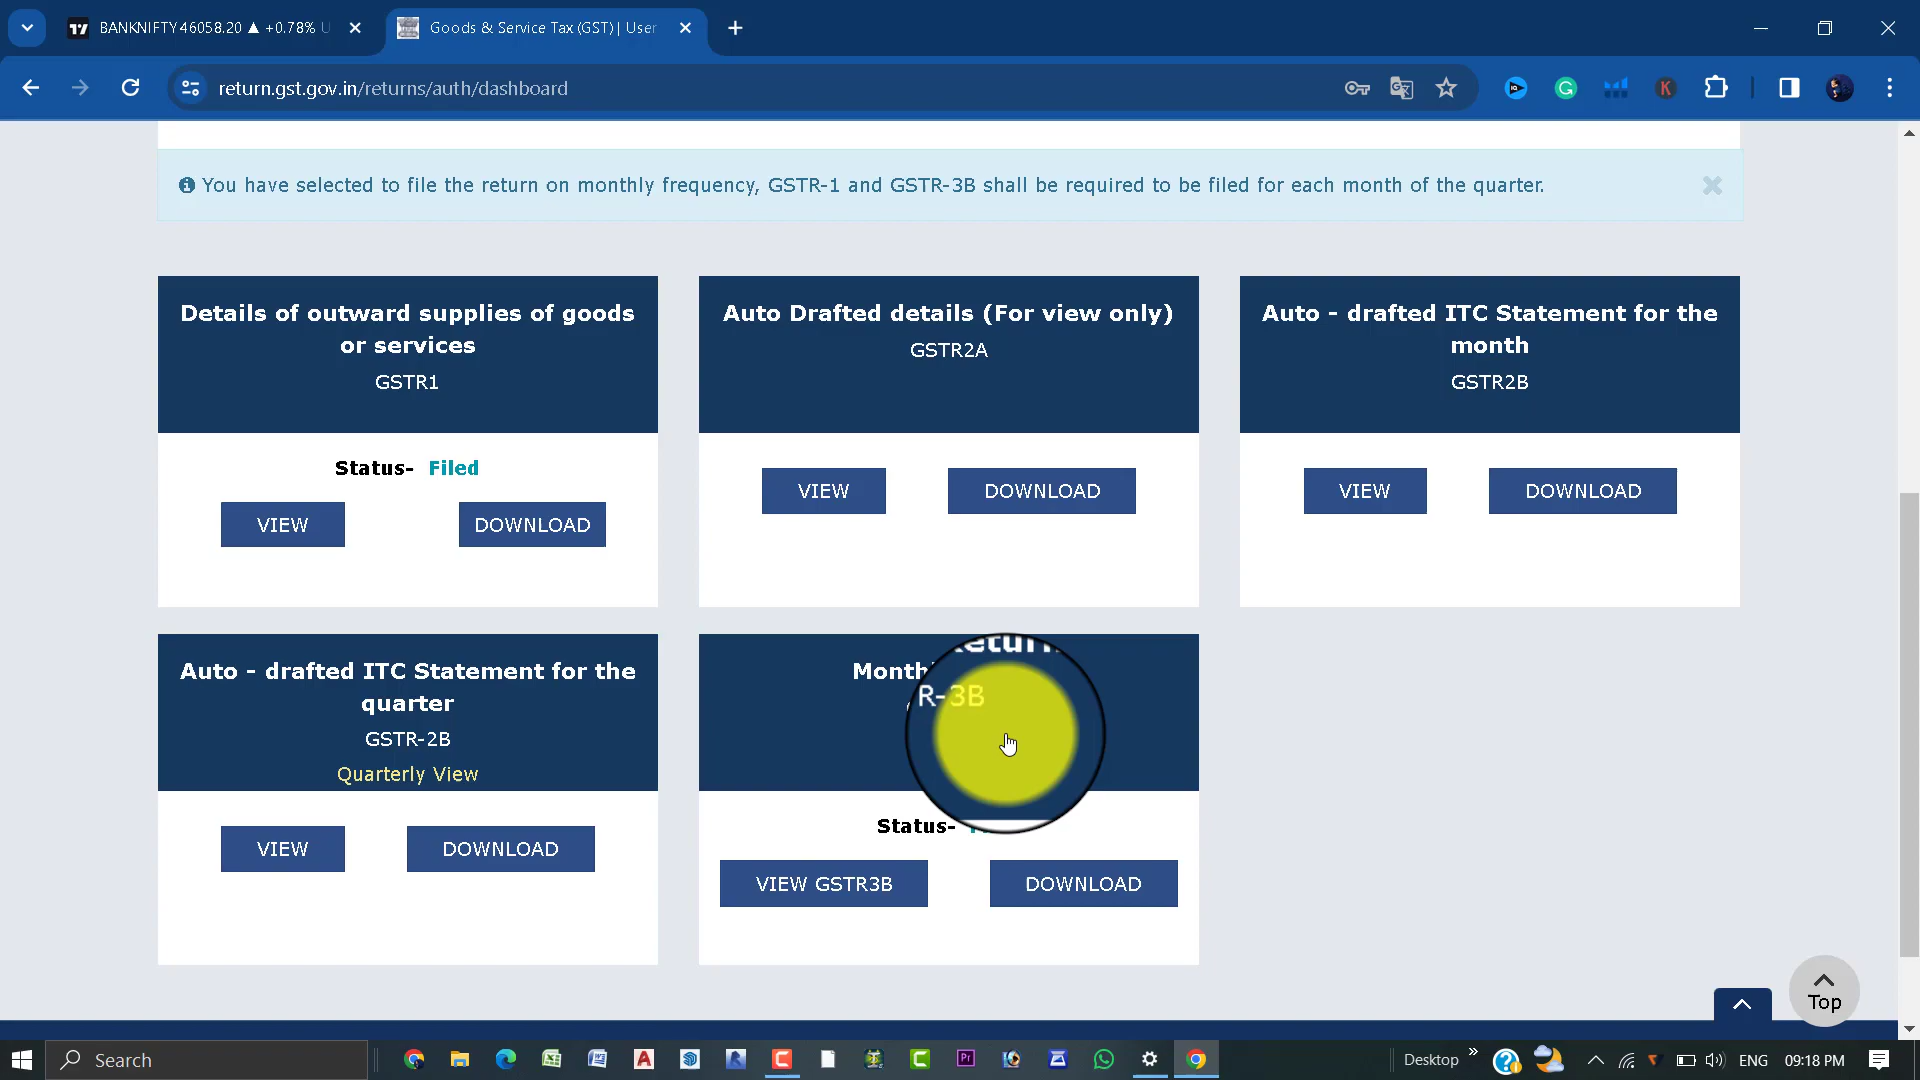 BANKNIFTY 46058.20 ▲ +0.78% U
Goods & Service Tax (GST) | User
return.gst.gov.in/returns/auth/dashboard
You have selected to file the return on monthly frequency, GSTR-1 and GSTR-3B shall be required to be filed for each month of the quarter.
Details of outward supplies of goods
or services
GSTR1
Status- Filed
VIEW
DOWNLOAD
Auto Drafted details (For view only)
GSTR2A
VIEW
DOWNLOAD
Auto - drafted ITC Statement for the
month
GSTR2B
VIEW
DOWNLOAD
Auto - drafted ITC Statement for the
quarter
GSTR-2B
Quarterly View
VIEW
DOWNLOAD
R-3B
Status-
VIEW GSTR3B
DOWNLOAD
Top
Search
Desktop
ENG
09:18 PM